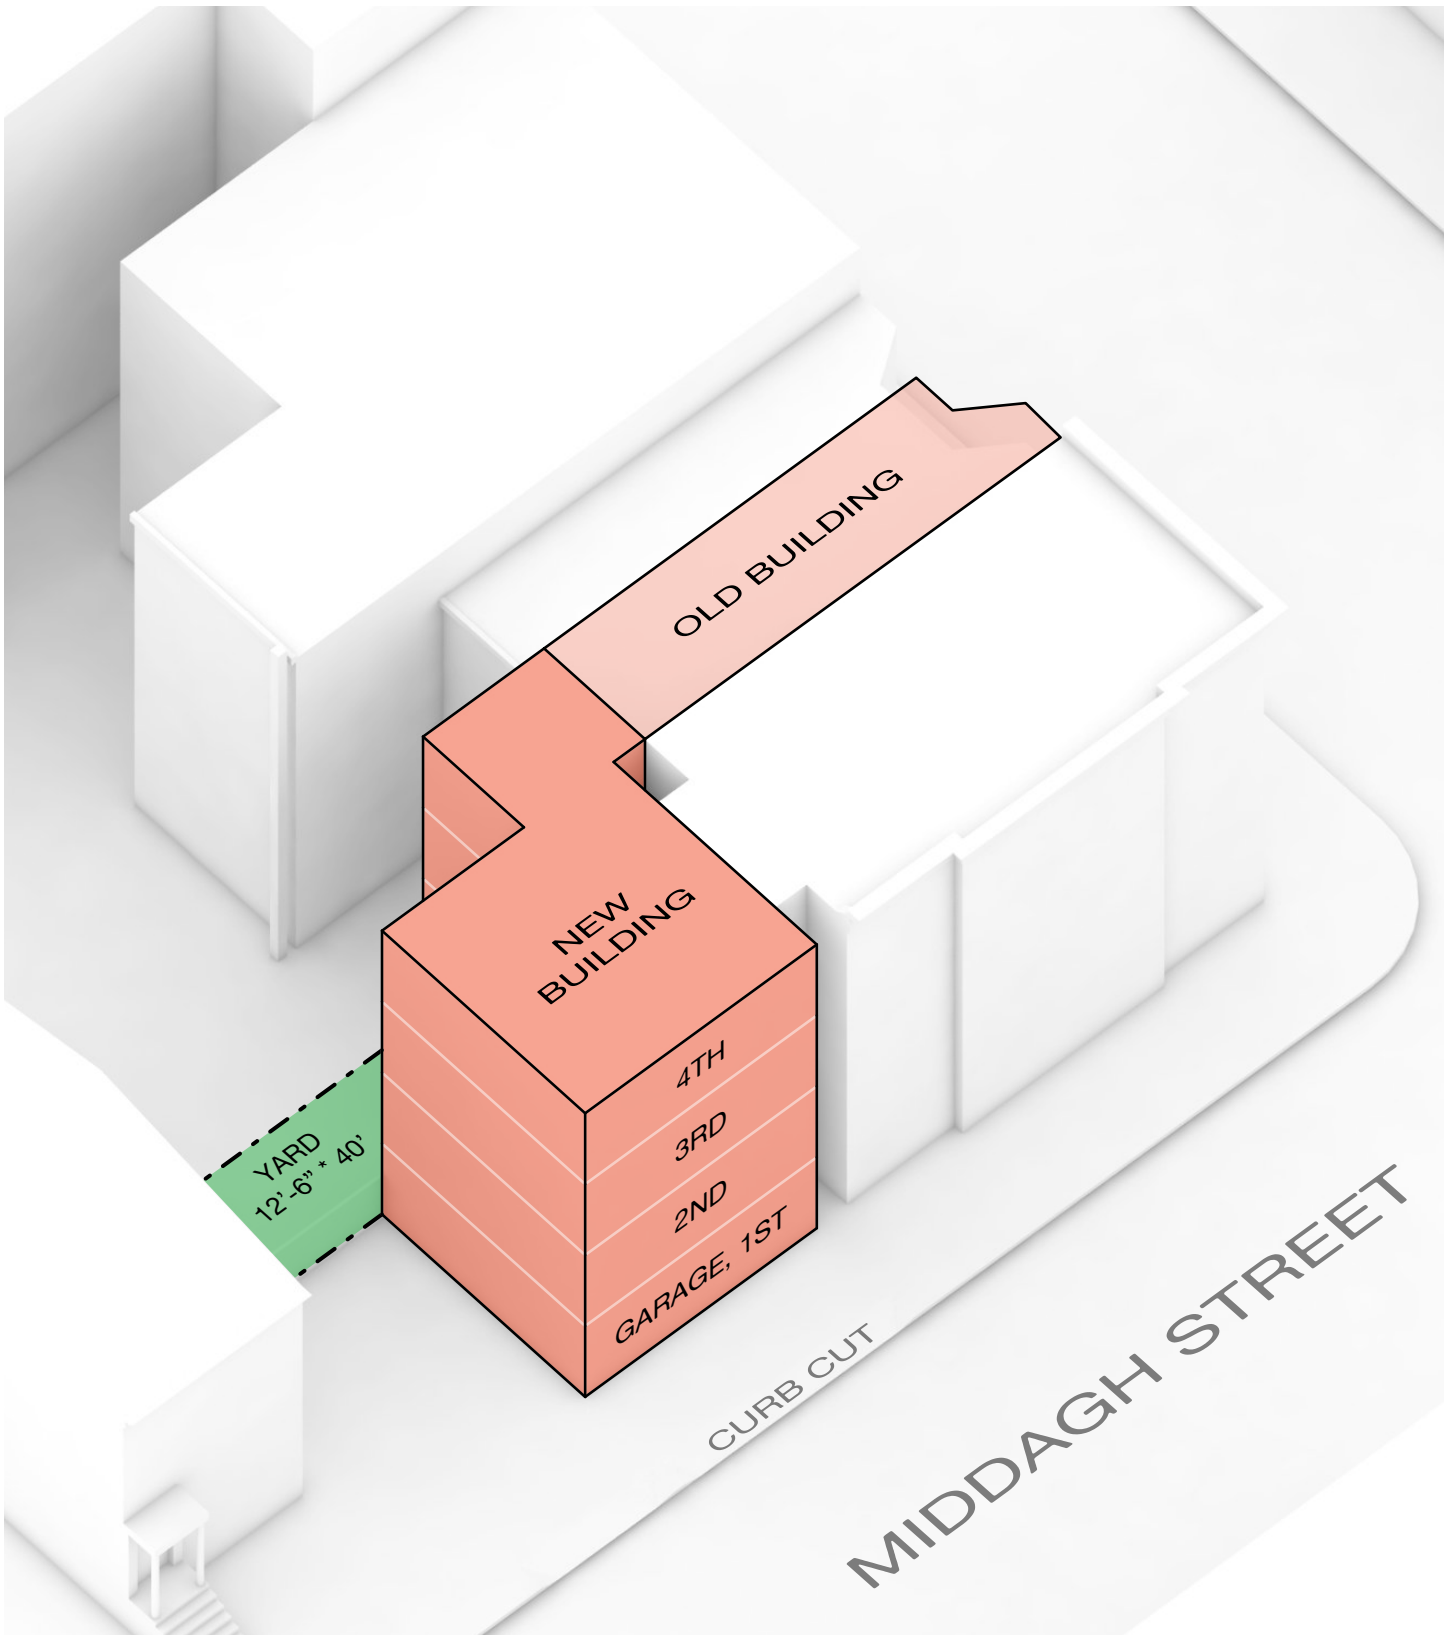 OLD BUILDING
NEW
BUILDING
4TH
3RD
2ND
GARAGE, 1ST
YARD
12’-6” * 40’
CURB CUT
MIDDAGH STREET